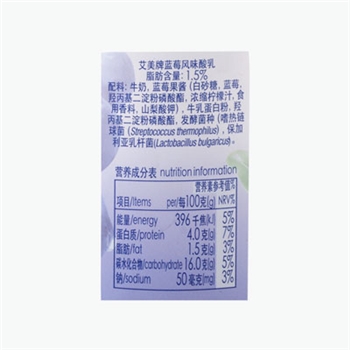 艾美牌蓝莓风味酸乳
脂肪含量：1.5%
配料：牛奶，蓝莓果酱（白砂糖，蓝莓，
羟丙基二淀粉磷酸酯，浓缩柠檬汁，食
用香料，山梨酸钾），牛乳蛋白粉，羟
丙基二淀粉磷酸酯，发酵菌种（嗜热链
球菌（Streptococcus thermophilus），保加
利亚乳杆菌(Lactobacillus bulgaricus)。
营养成分表 nutrition information
营养素参考值%
项目/Items per/每100克(g) NRV%
能量/energy 396 千焦(kJ) 5%
蛋白质/protein 4.0 克(g) 7%
脂肪/fat 1.5 克(g) 3%
碳水化合物/carbohydrate 16.0 克(g) 5%
钠/sodium 50 毫克(mg) 3%